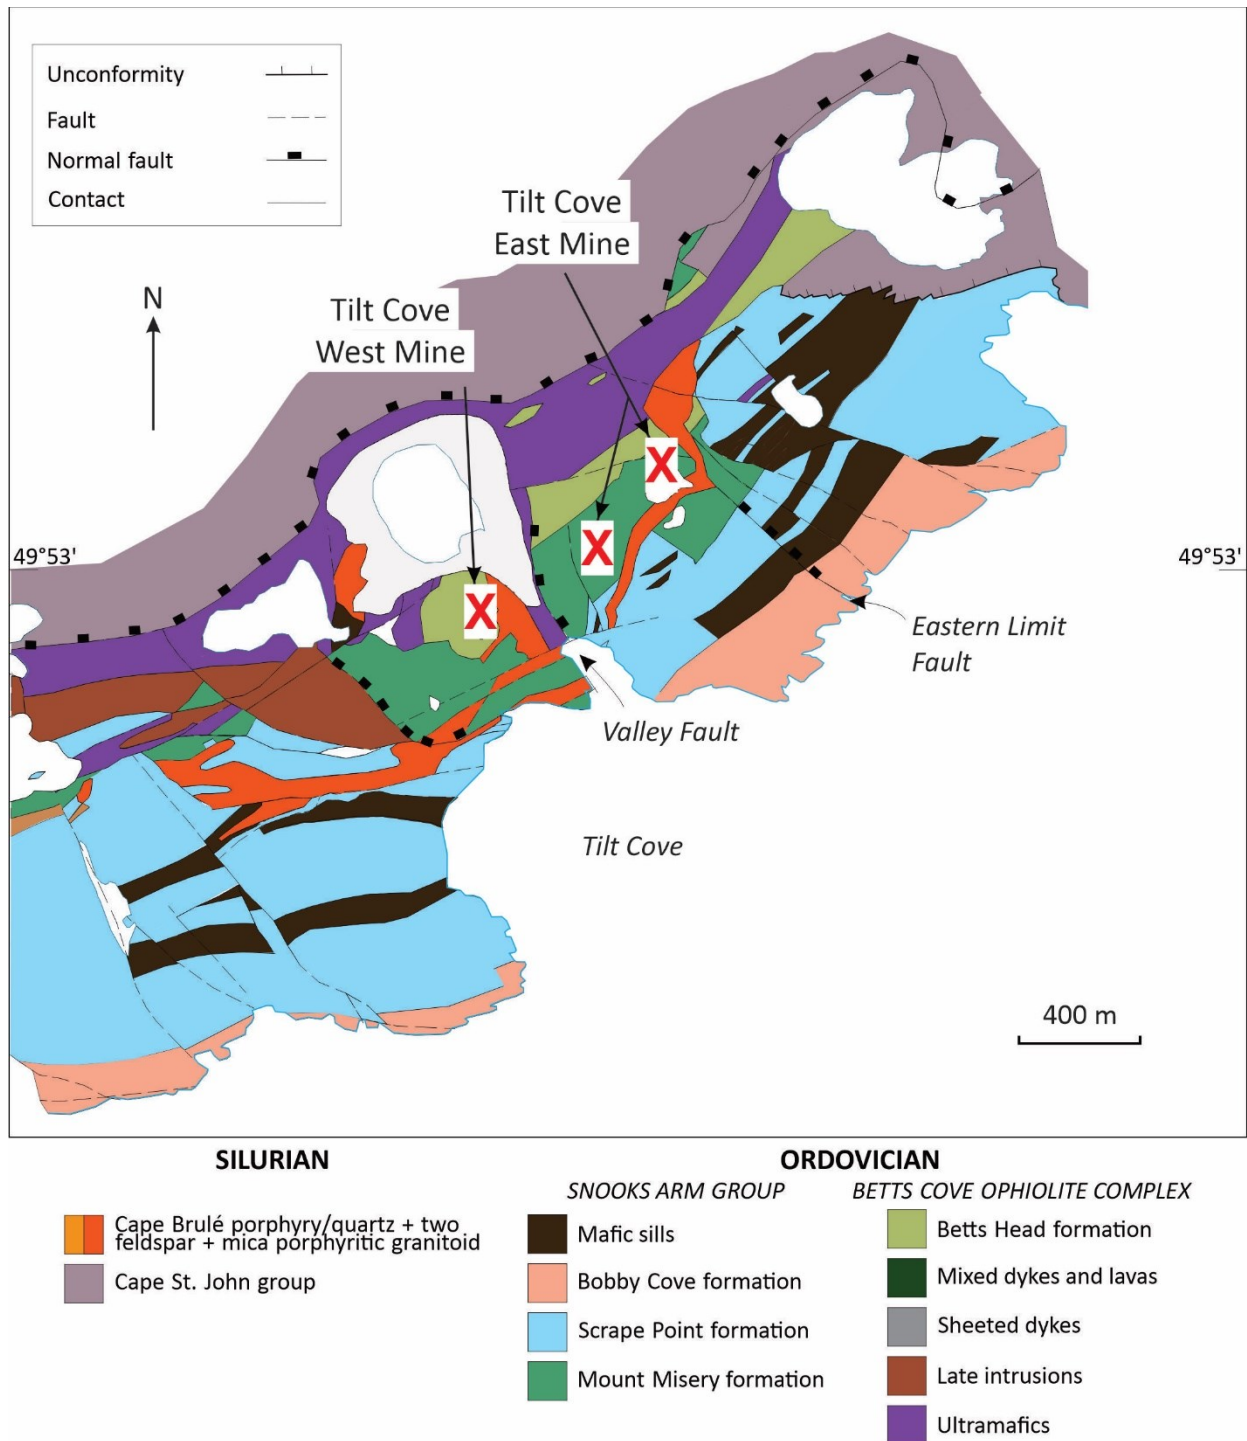 Unconformity
Fault
Normal fault
Contact
N
Tilt Cove
East Mine
Tilt Cove
West Mine
X
X
X
49°53'
49°53'
Eastern Limit
Fault
Valley Fault
Tilt Cove
400 m
SILURIAN
Cape Brulé porphyry/quartz + two
feldspar + mica porphyritic granitoid
Cape St. John group
ORDOVICIAN
SNOOKS ARM GROUP
Mafic sills
Bobby Cove formation
Scrape Point formation
Mount Misery formation
BETTS COVE OPHIOLITE COMPLEX
Betts Head formation
Mixed dykes and lavas
Sheeted dykes
Late intrusions
Ultramafics